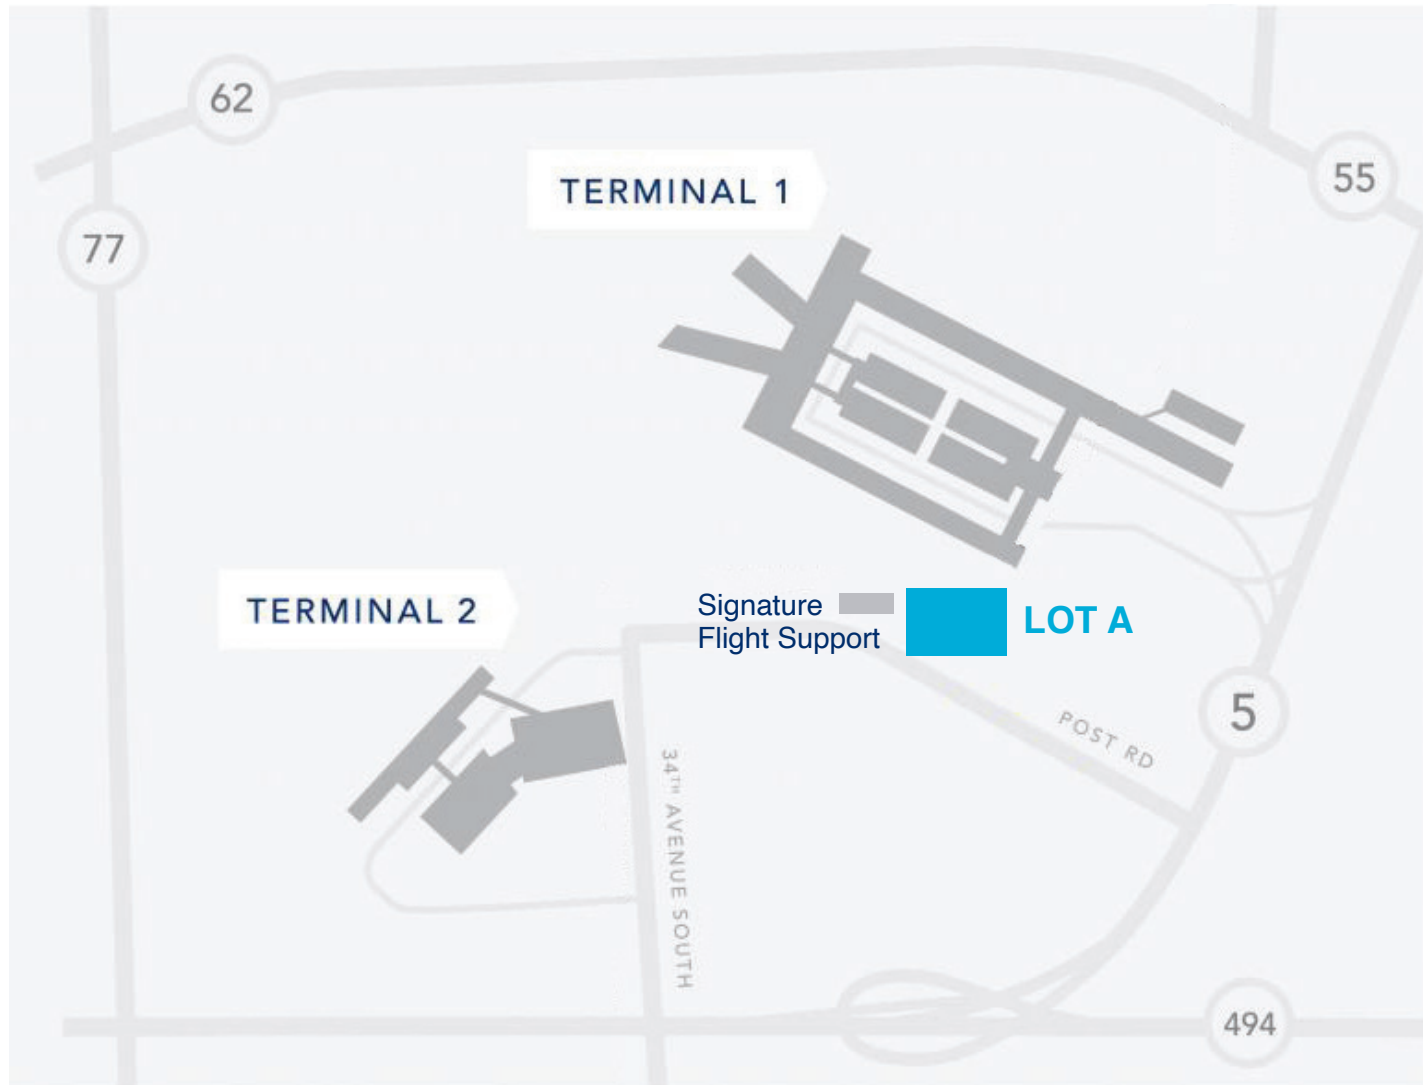 62
55
TERMINAL 1
77
Signature
Flight Support
LOT A
TERMINAL 2
5
POST RD
34TH AVENUE SOUTH
494